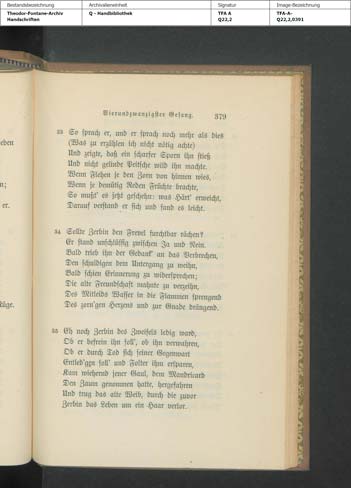 Bestandsbezeichnung
Theodor-Fontane-Archiv
Handschriften
Archivalieneinheit
Q - Handbibliothek
Signatur
TFA A
Q22,2
Image-Bezeichnung
TFA-A-
Q22,2,0391
Vierundzwanzigster Gesang. 379
53 So sprach er, und er sprach noch mehr als dies
(Was zu erzählen ich nicht nötig achte)
Und zeigte, daß ein scharfer Sporn ihn stieß
Und nicht gelinde Peitsche wild ihn machte.
Wenn Flehen je den Zorn von hinnen wies,
Wenn je demütig Reden Früchte brachte,
So mußt' es jetzt geschehn: was Härt' erweicht,
Darauf verstand er sich und fand es leicht.
54 Sollte Zerbin den Frevel furchtbar rächen?
Er stand unschlüssig zwischen Ja und Nein.
Bald trieb ihn der Gedank' an das Verbrechen,
Den schuldigen dem Untergang zu weihn,
Bald schien Erinnerung zu widersprechen;
Die alte Freundschaft mahnte zu verzeihn,
Des Mitleids Wasser in die Flammen sprengend
Des zorn'gen Herzens und zur Gnade drängend.
55 Eh noch Zerbin des Zweifels ledig ward,
Ob er befrein ihn soll', ob ihn verwahren,
Ob er durch Tod sich seiner Gegenwart
Entled'gen soll' und Folter ihm ersparen,
Kam wiehernd jener Gaul, dem Mandricard
Den Zaum genommen hatte, hergefahren
Und trug das alte Weib, durch die zuvor
Zerbin das Leben um ein Haar verlor.
eben
n;
er.
füge.